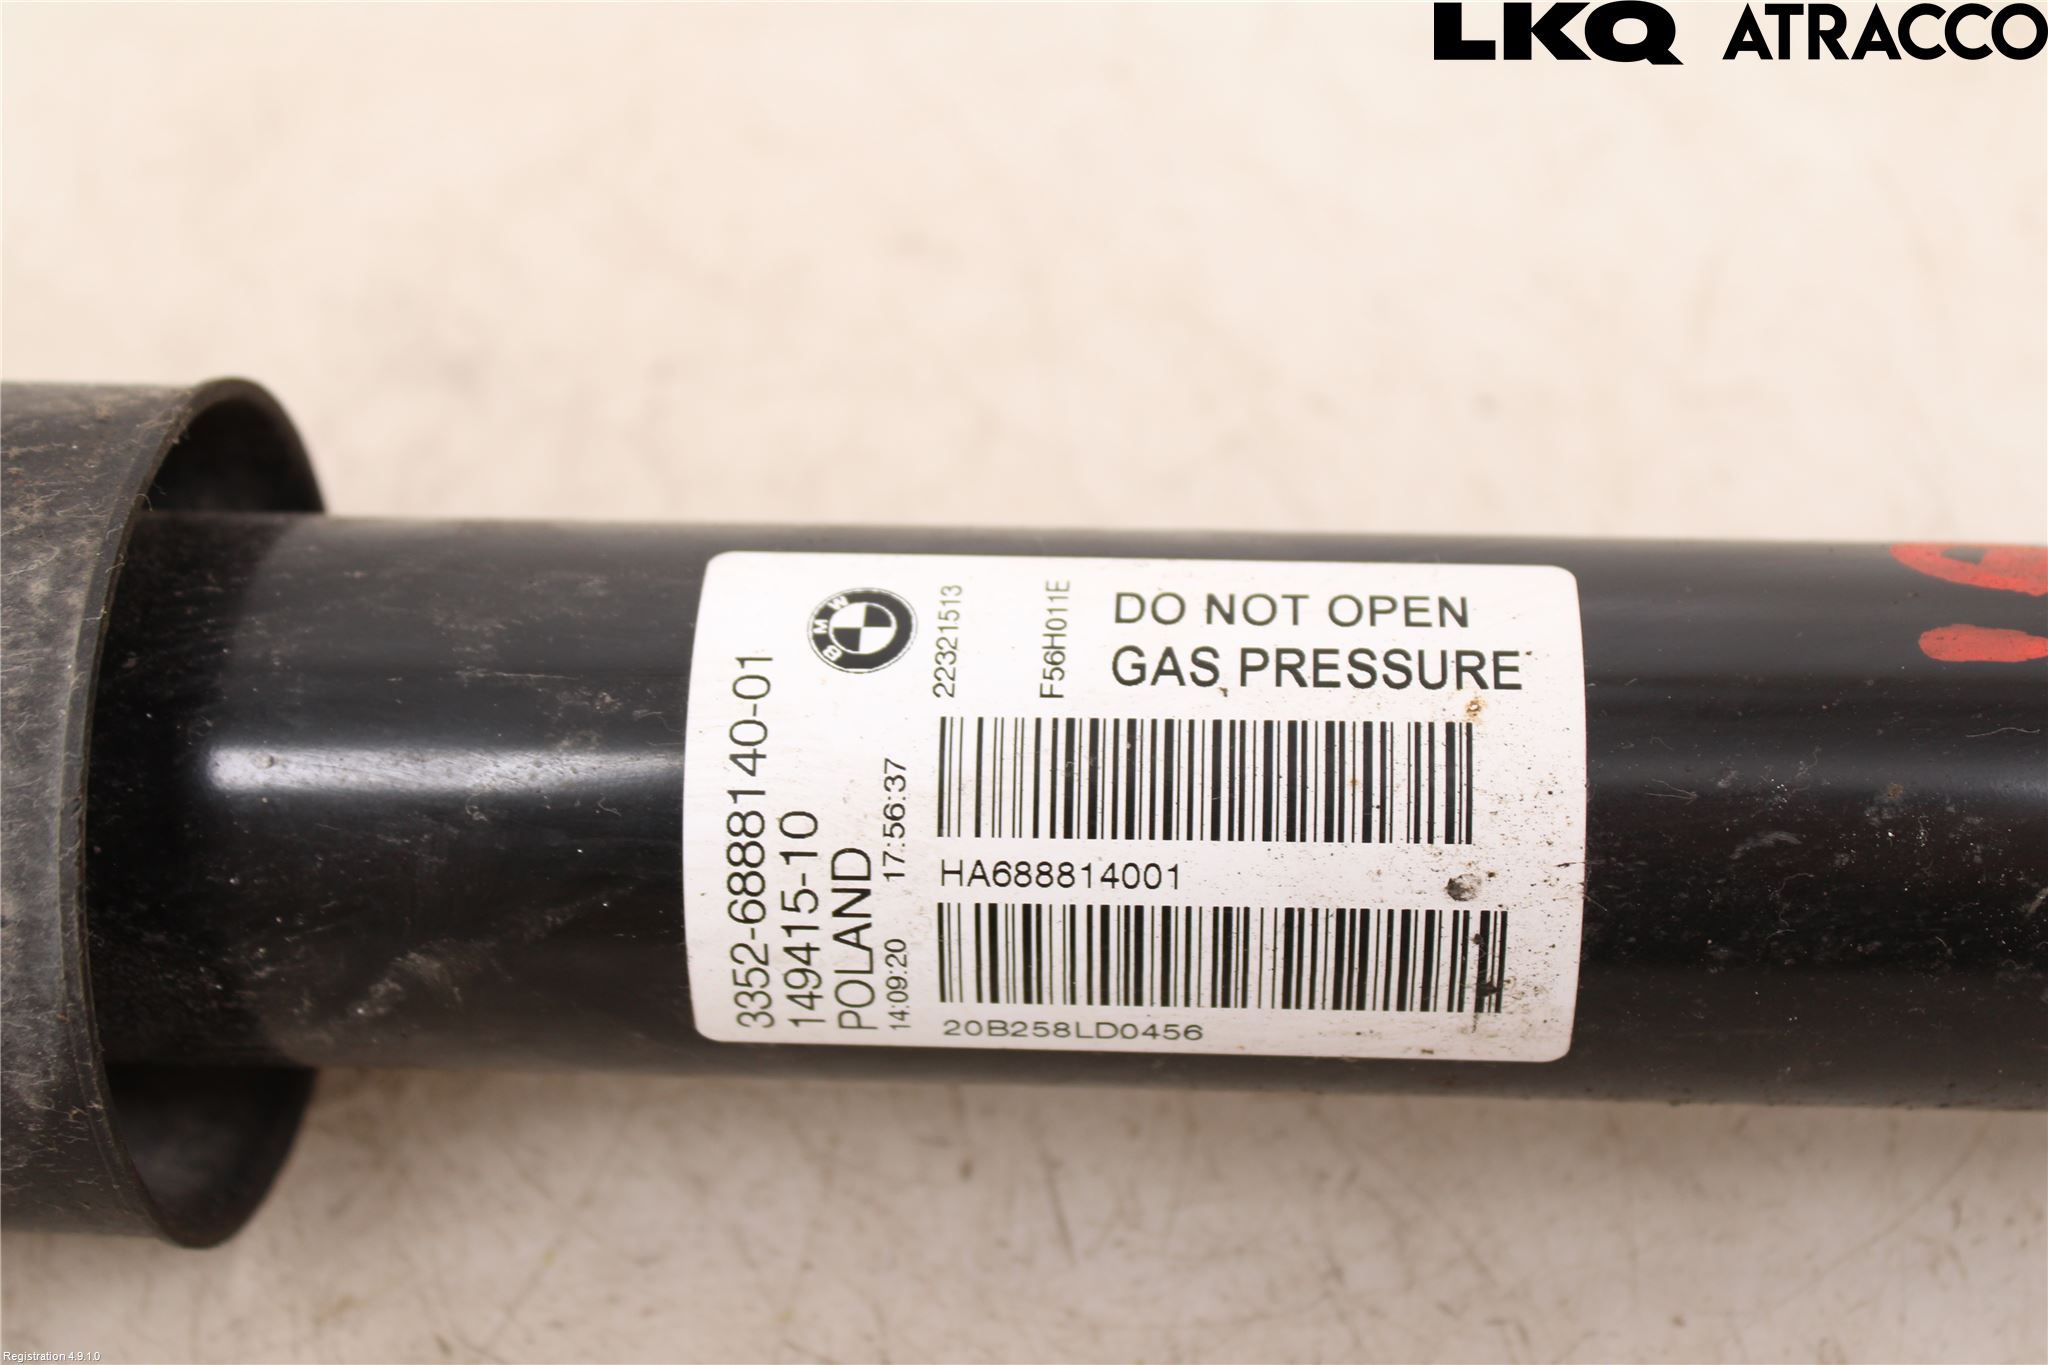 LKQ ATRACCO
3352-6888140-01
149415-10
POLAND
14:09:20 17:56:37
BMW
22321513
F56H011E
DO NOT OPEN
GAS PRESSURE
HA688814001
20B258LD0456
Registration 4.9.1.0